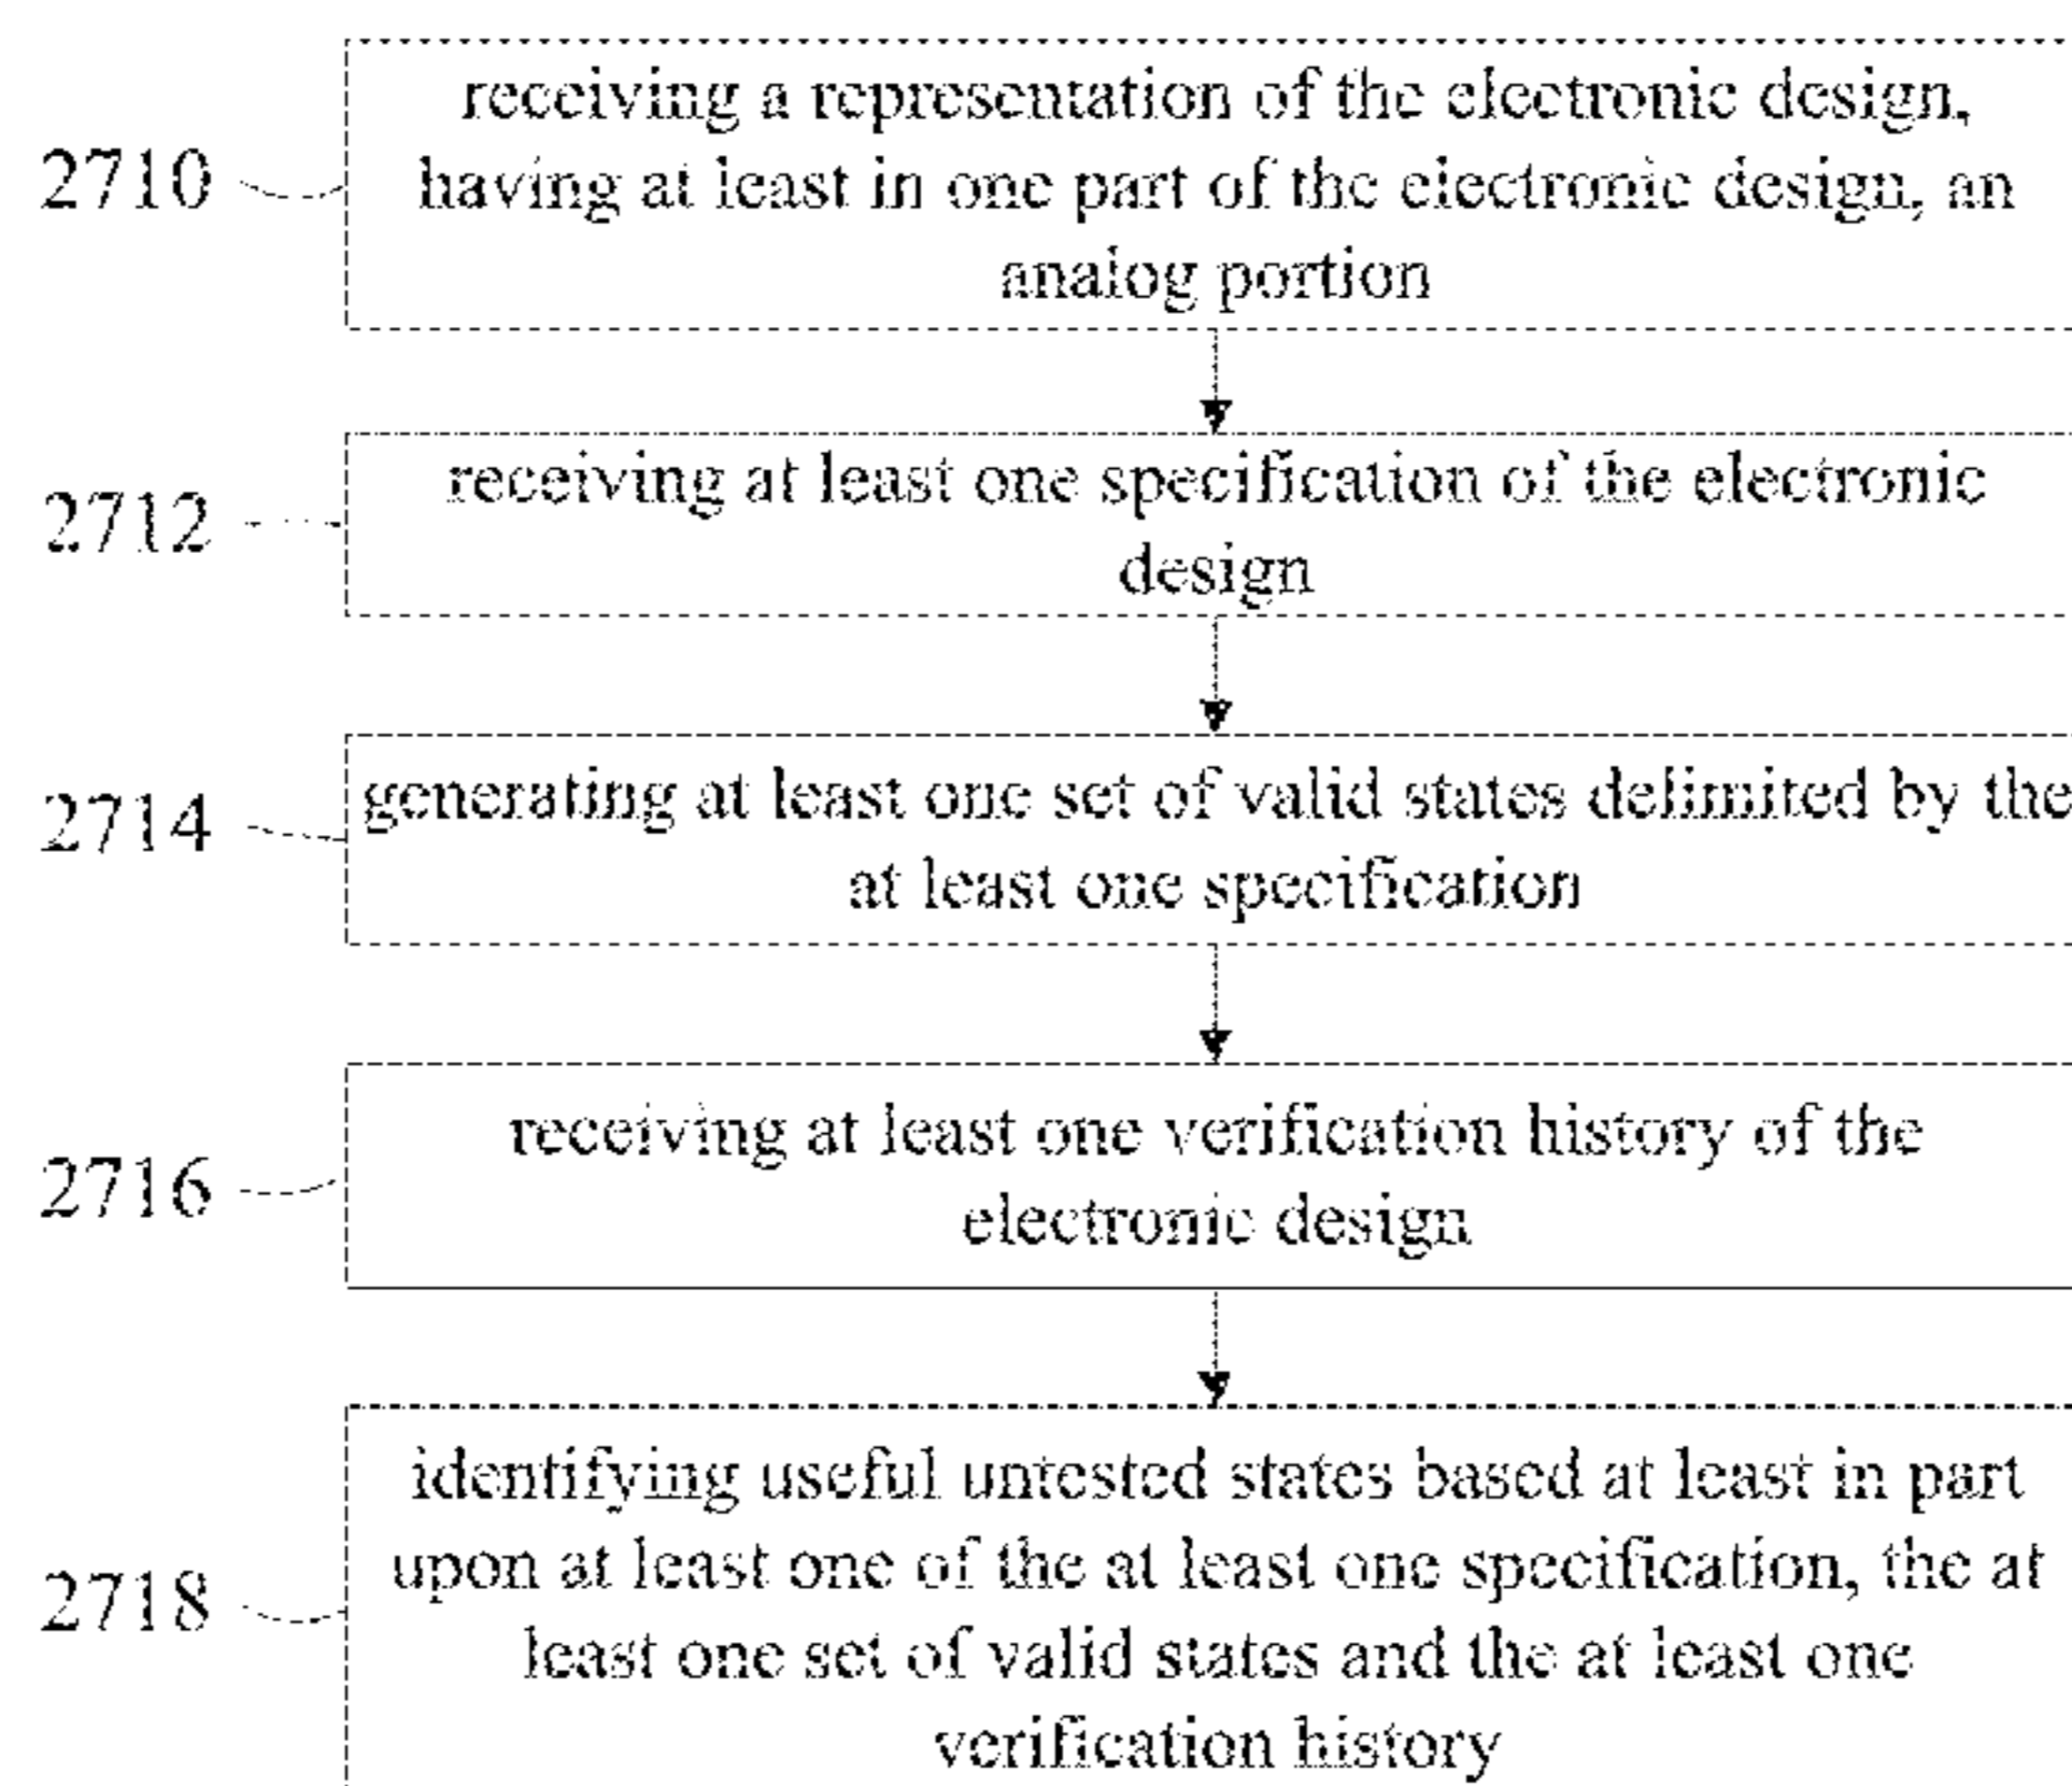 receiving a representation of the electronic design,
2710
having at least in one part of the electronic design, an
analog portion
receiving at least one specification of the electronic
2712
design
generating at least one set of valid states delimited by the
2714
at least one specification
receiving at least one verification history of the
2716
electronic design
identifying useful untested states based at least in part
upon at least one of the at least one specification, the at
2718
least one set of valid states and the at least one
verification history